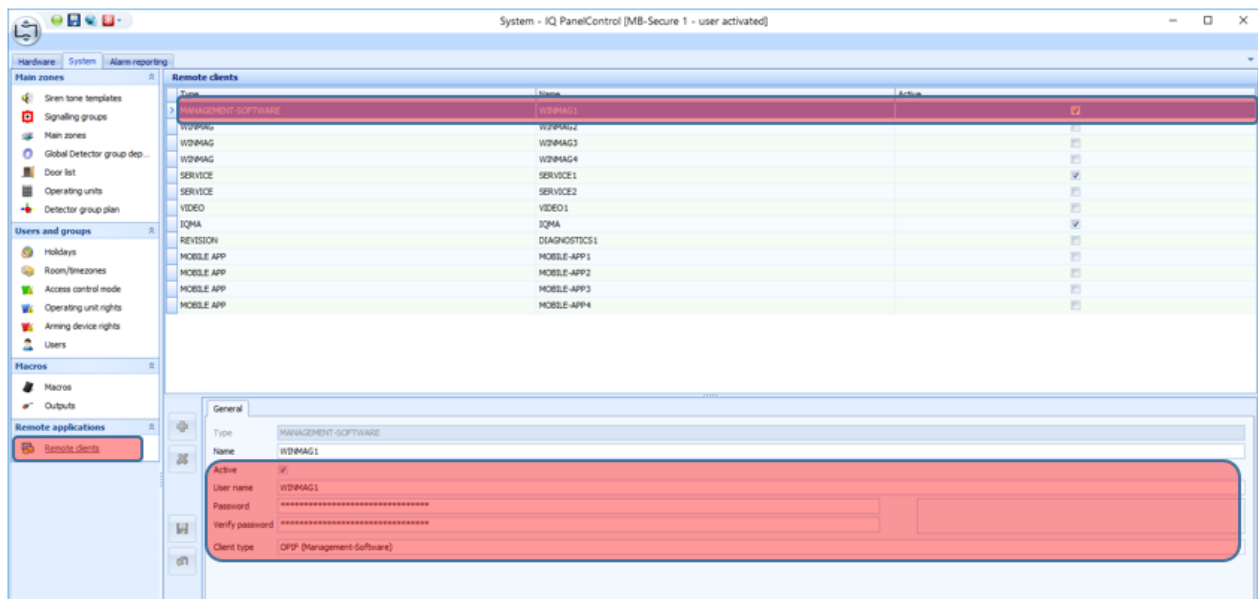 System - IQ PanelControl [MB-Secure 1 - user activated]
Hardware System Alarm reporting
Main zones
Siren tone templates
Signalling groups
Main zones
Global Detector group dep...
Door list
Operating units
Detector group plan
Users and groups
Holidays
Room/timezones
Access control mode
Operating unit rights
Arming device rights
Users
Macros
Macros
Outputs
Remote applications
Remote clients
Remote clients
Type Name Active
MANAGEMENT-SOFTWARE WINMAG1
WINMAG WINMAG2
WINMAG WINMAG3
WINMAG WINMAG4
SERVICE SERVICE1
SERVICE SERVICE2
VIDEO VIDEO1
IQMA IQMA
REVISION DIAGNOSTICS1
MOBILE APP MOBILE-APP1
MOBILE APP MOBILE-APP2
MOBILE APP MOBILE-APP3
MOBILE APP MOBILE-APP4
General
Type MANAGEMENT-SOFTWARE
Name WINMAG1
Active
User name WINMAG1
Password ********************************
Verify password ********************************
Client type OPIF (Management-Software)